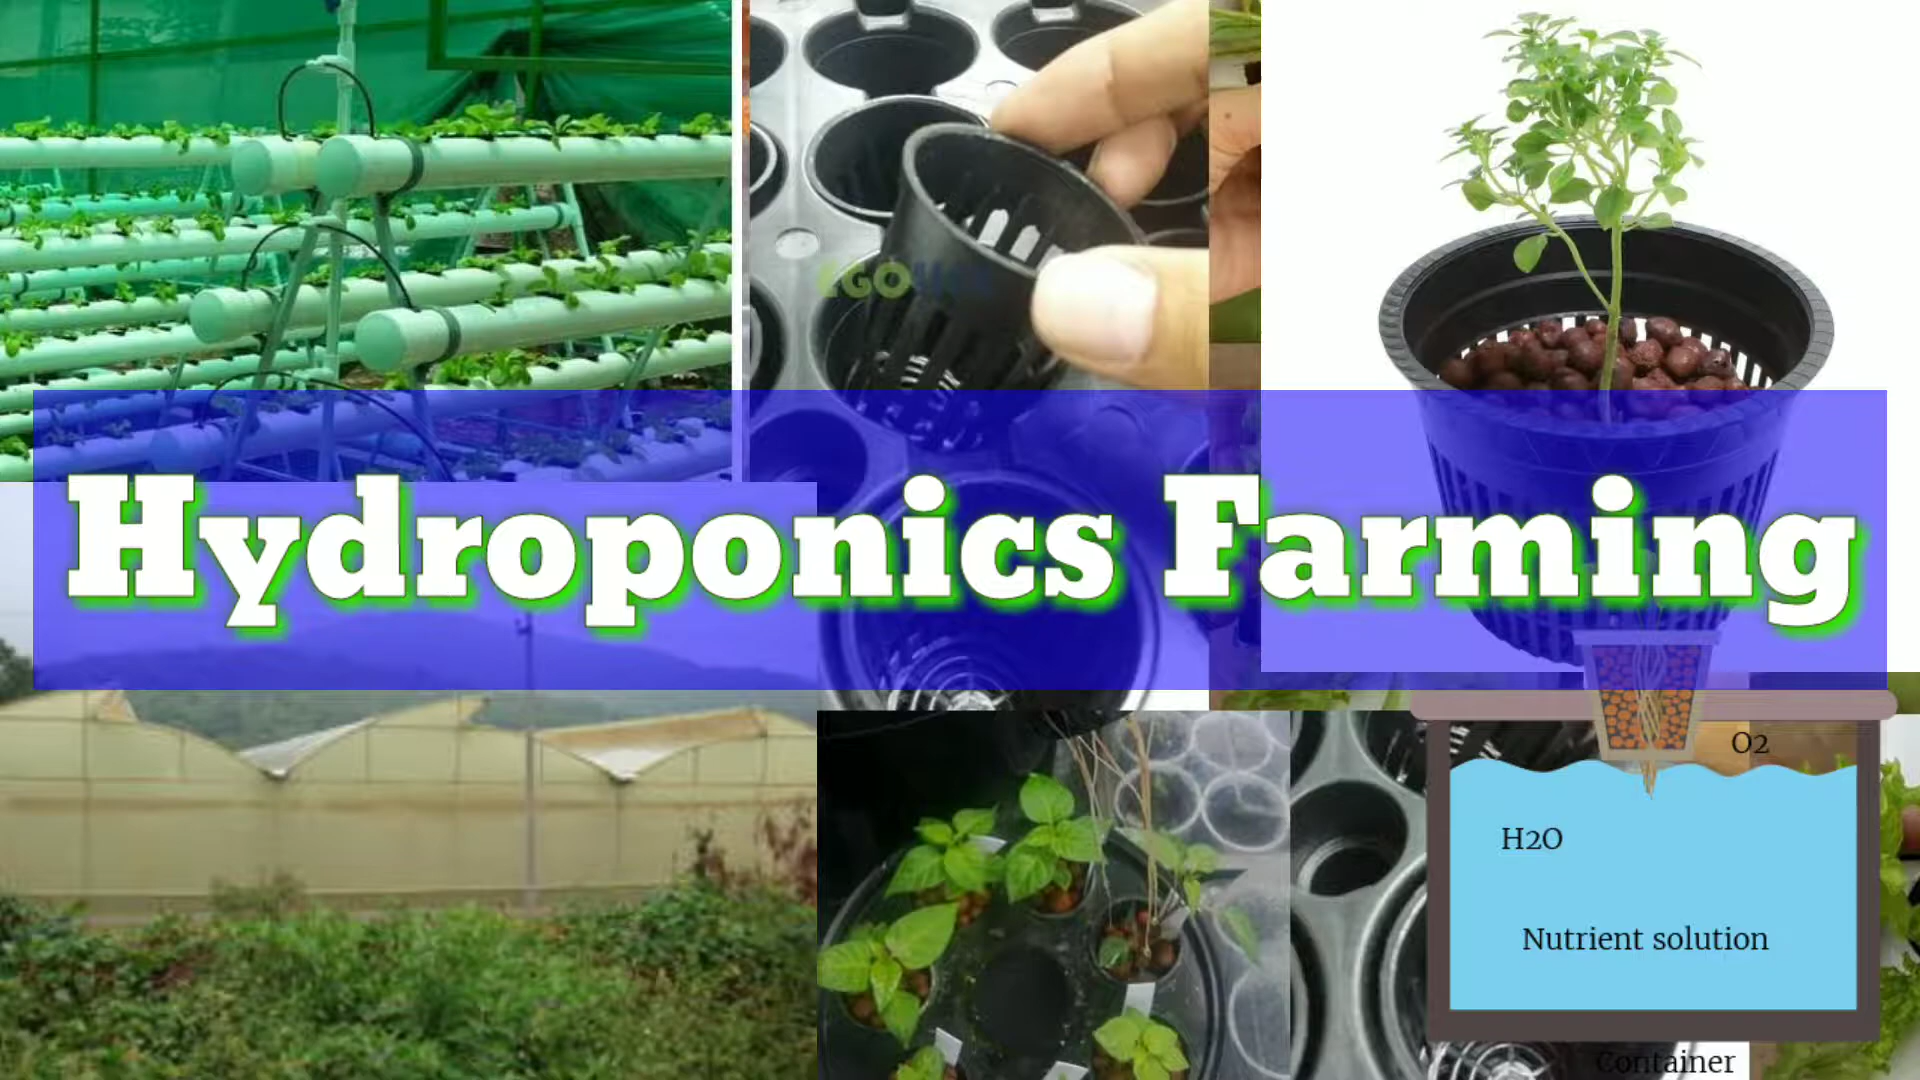 Hydroponics Farming
O2
H2O
Nutrient solution
Container